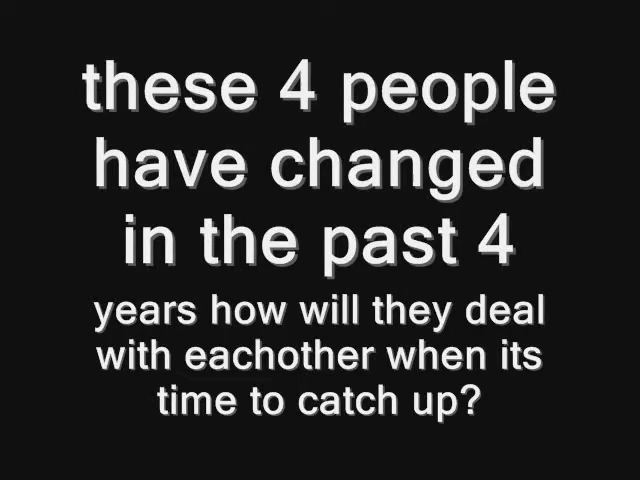 these 4 people
have changed
in the past 4
years how will they deal
with eachother when its
time to catch up?